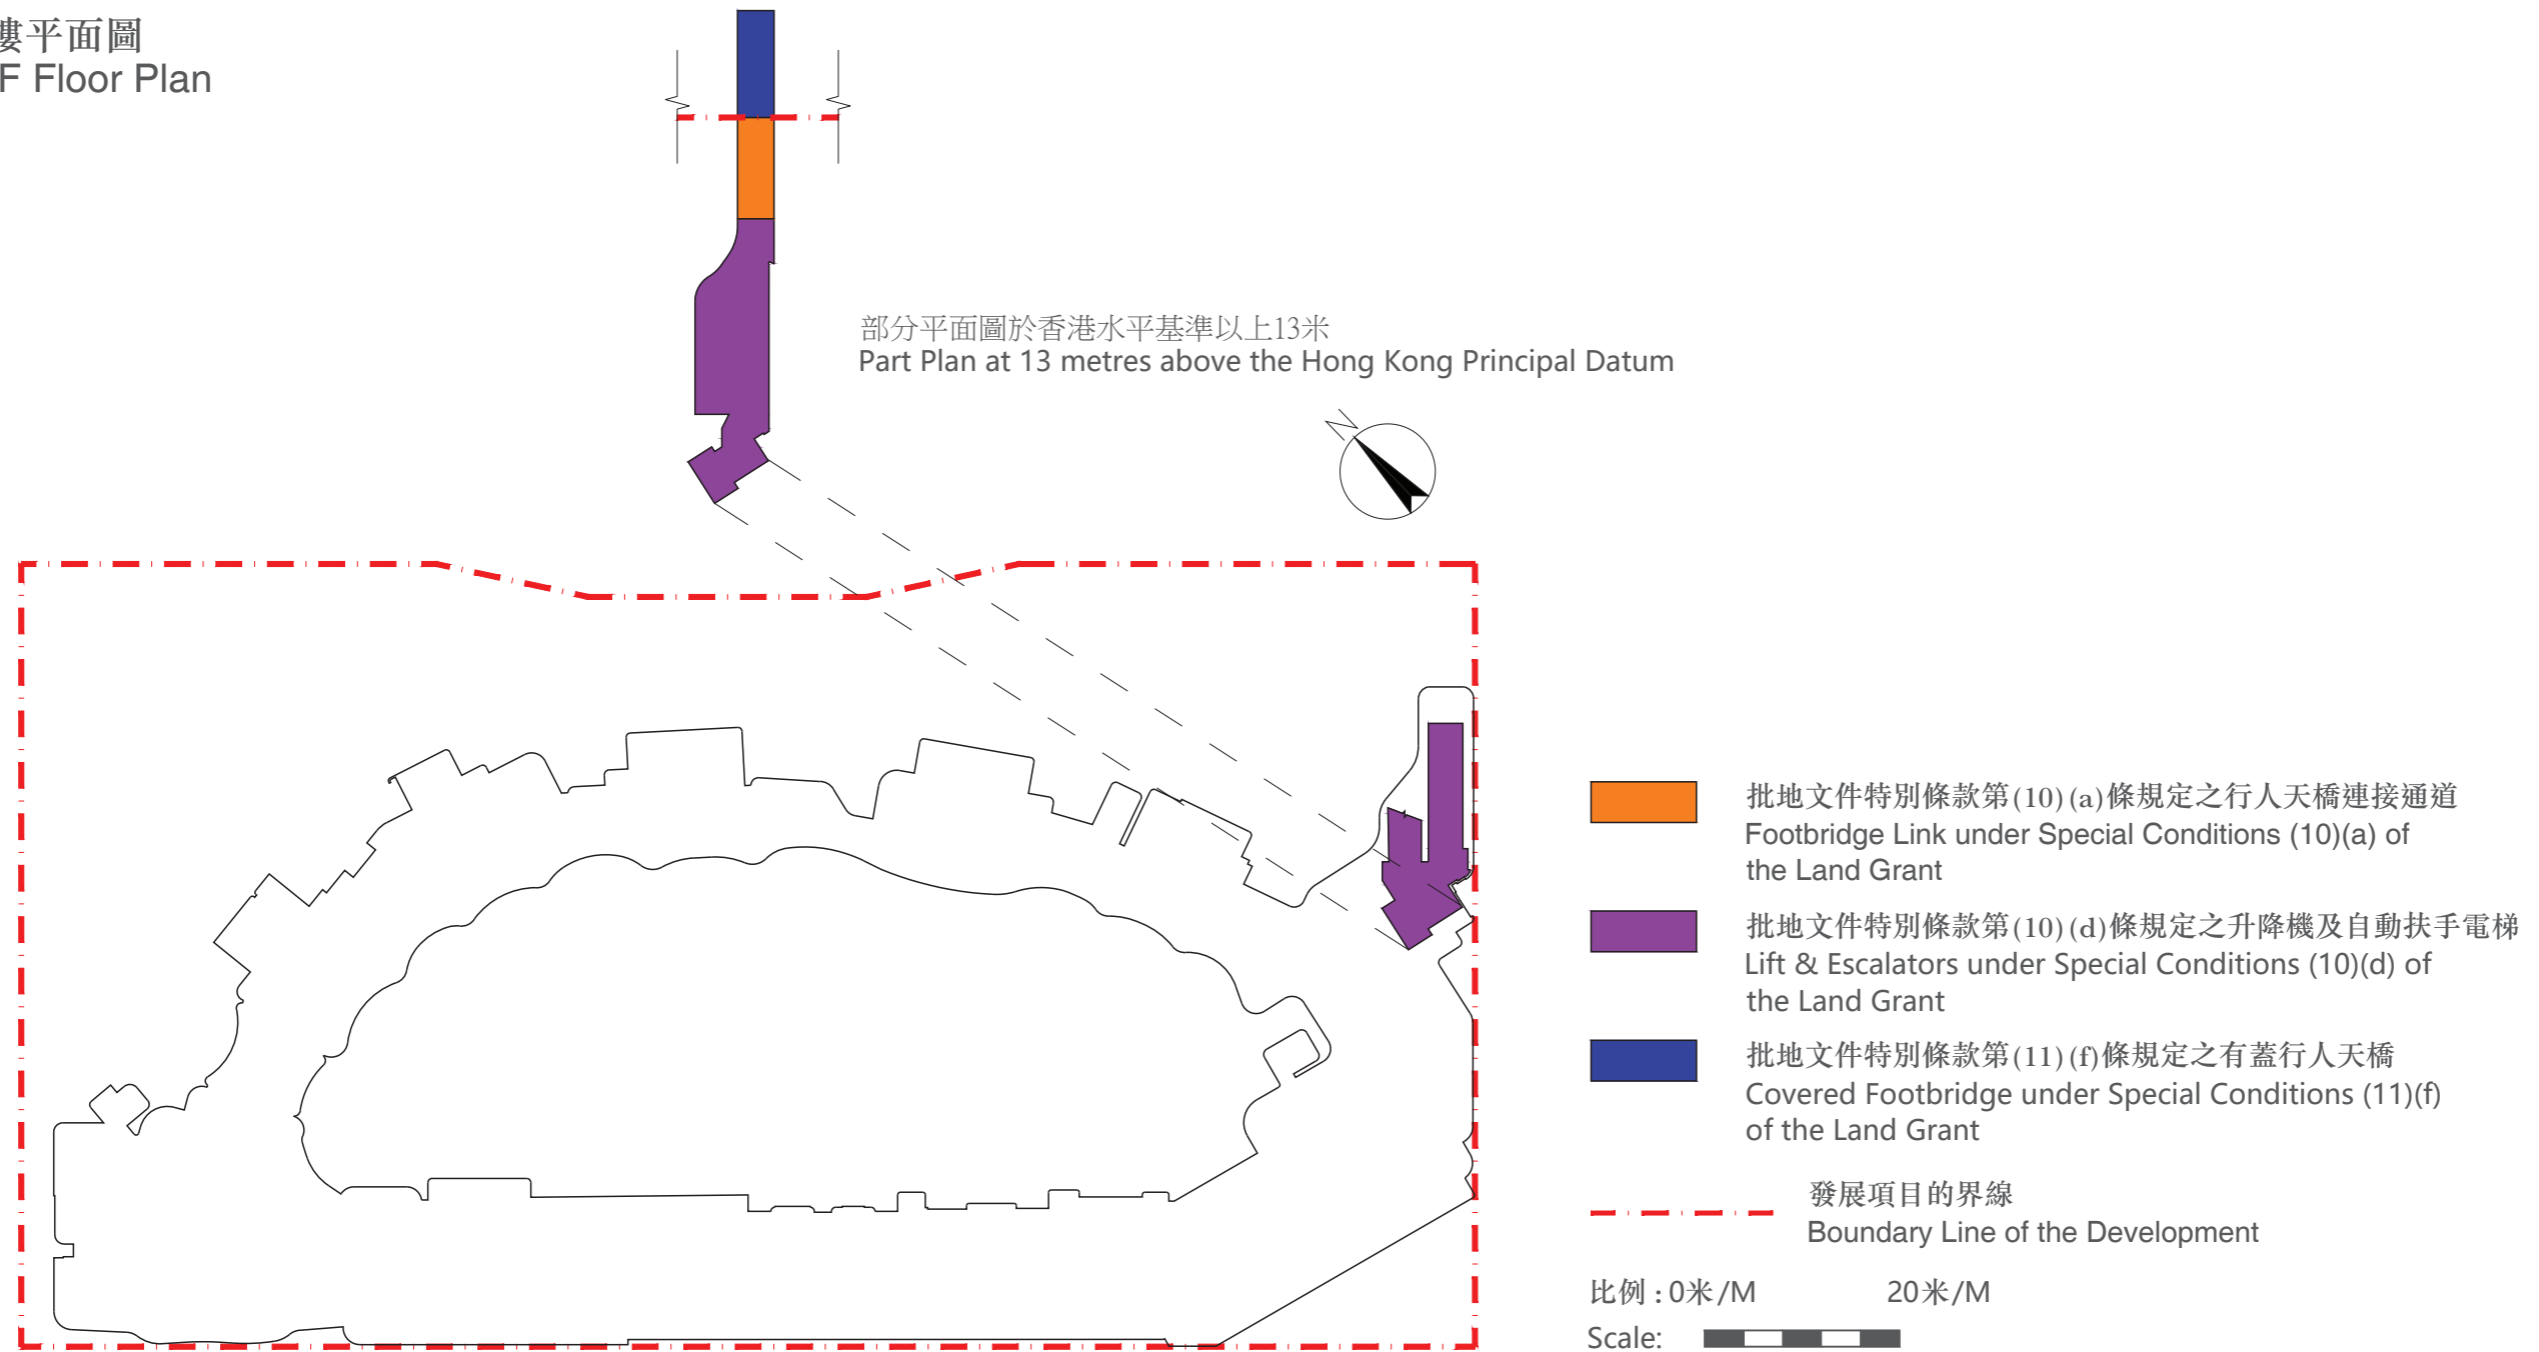 樓平面圖
F Floor Plan
部分平面圖於香港水平基準以上13米
Part Plan at 13 metres above the Hong Kong Principal Datum
N
批地文件特別條款第(10)(a)條規定之行人天橋連接通道
Footbridge Link under Special Conditions (10)(a) of
the Land Grant
批地文件特別條款第(10)(d)條規定之升降機及自動扶手電梯
Lift & Escalators under Special Conditions (10)(d) of
the Land Grant
批地文件特別條款第(11)(f)條規定之有蓋行人天橋
Covered Footbridge under Special Conditions (11)(f)
of the Land Grant
發展項目的界線
Boundary Line of the Development
比例 : 0米/M 20米/M
Scale: